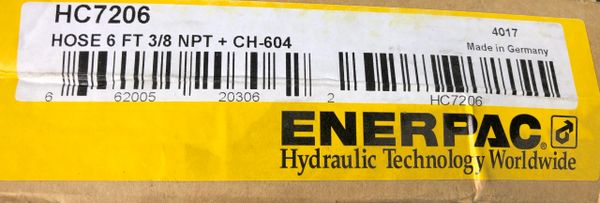 HC7206
4017
HOSE 6 FT 3/8 NPT + CH-604
Made in Germany
6 62005 20306 2
HC7206
ENERPAC
Hydraulic Technology Worldwide